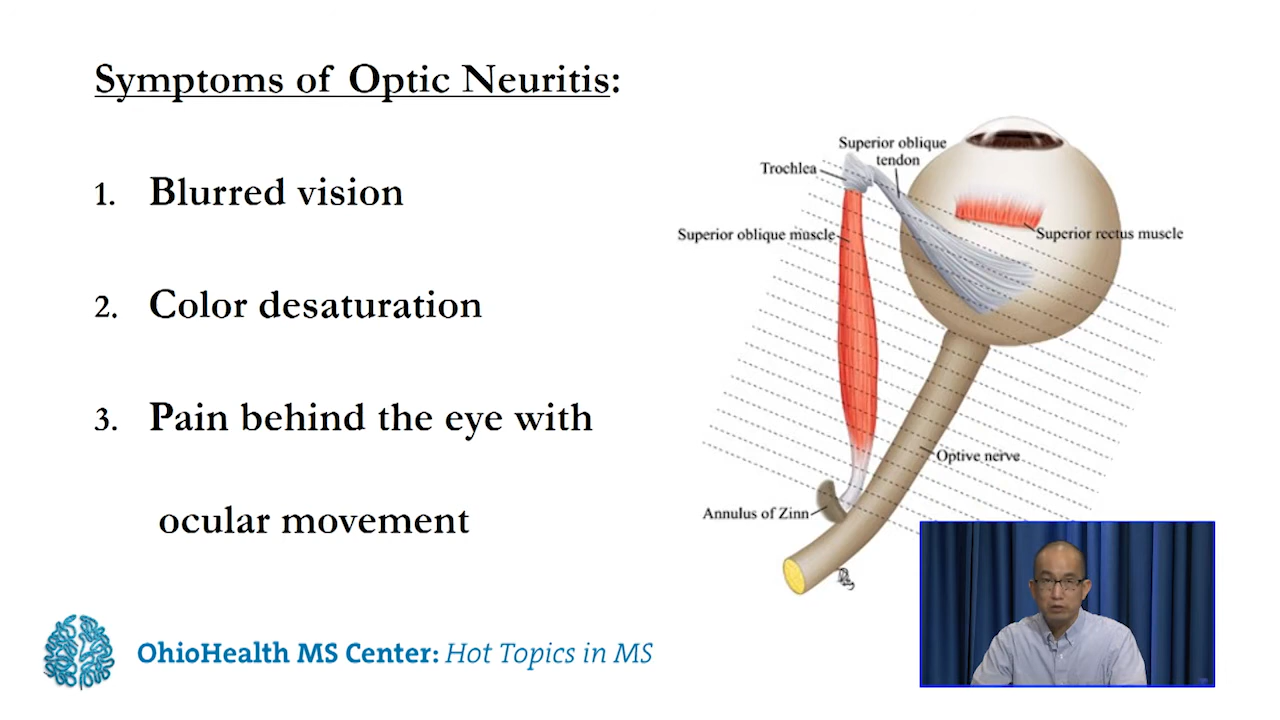 Symptoms of Optic Neuritis:
1. Blurred vision
2. Color desaturation
3. Pain behind the eye with
ocular movement
Superior oblique
tendon
Trochlea
Superior oblique muscle
Superior rectus muscle
Optive nerve
Annulus of Zinn
OhioHealth MS Center: Hot Topics in MS